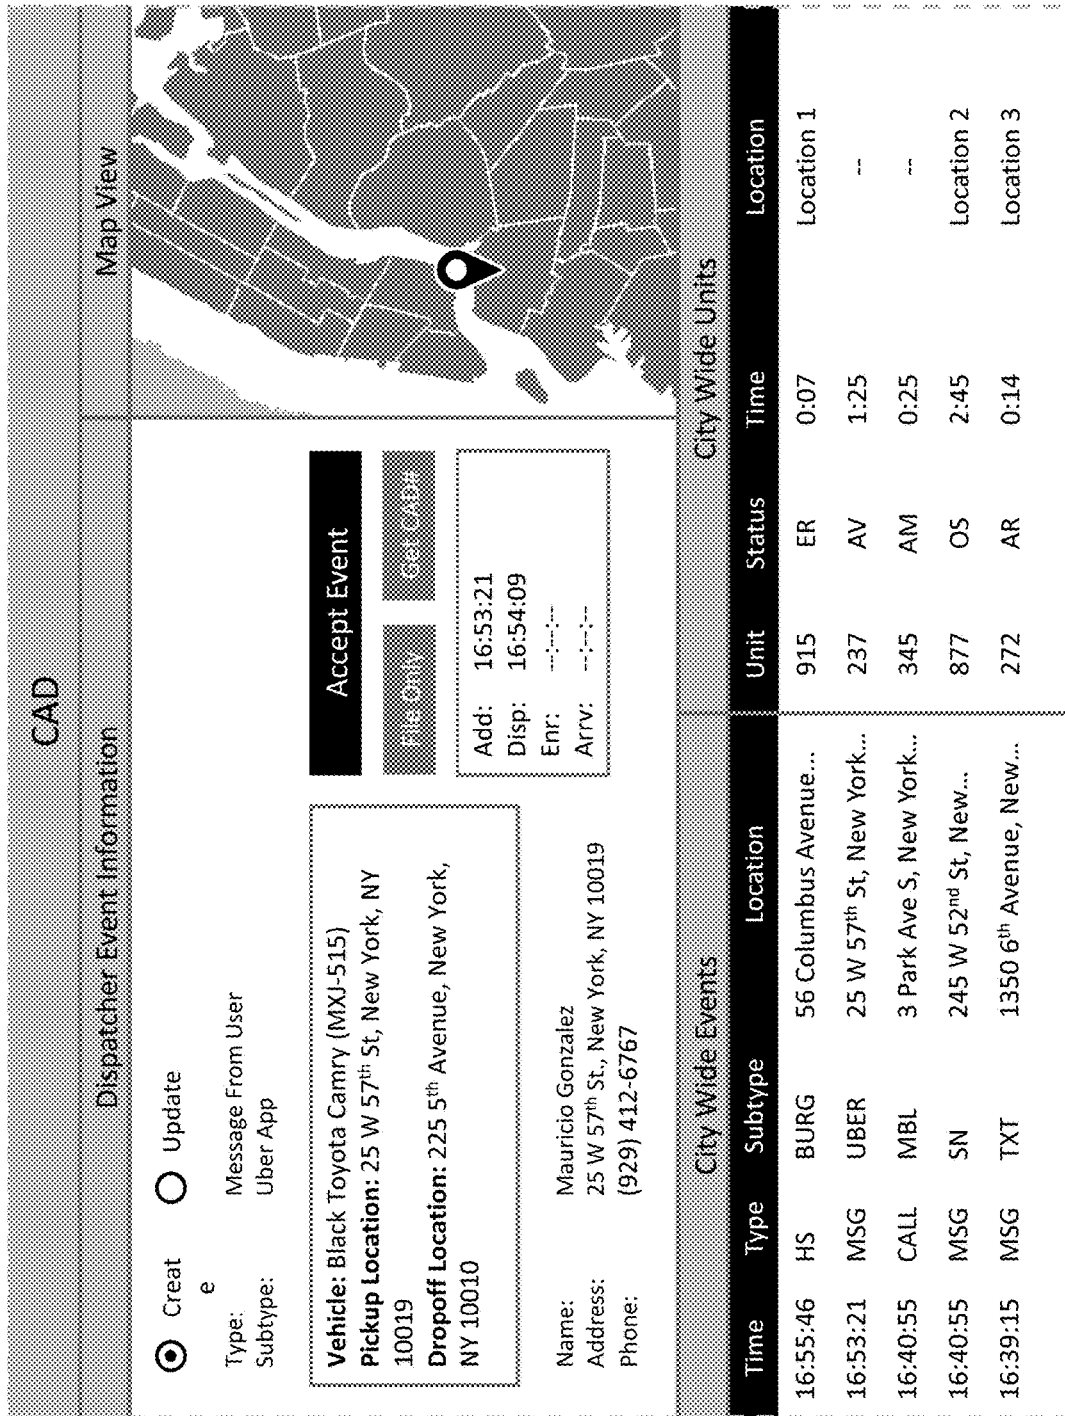 CAD
Dispatcher Event Information
Map View
Creat
e
Update
Type: Message From User
Subtype: Uber App
Vehicle: Black Toyota Camry (MXJ-515)
Pickup Location: 25 W 57th St, New York, NY
10019
Dropoff Location: 225 5th Avenue, New York,
NY 10010
Name: Mauricio Gonzalez
Address: 25 W 57th St., New York, NY 10019
Phone: (929) 412-6767
Accept Event
Only
Get CAD#
Add: 16:53:21
Disp: 16:54:09
Enr: --:--:--
Arrv: --:--:--
City Wide Events
Time Type Subtype Location
16:55:46 HS BURG 56 Columbus Avenue...
16:53:21 MSG UBER 25 W 57th St, New York...
16:40:55 CALL MBL 3 Park Ave S, New York...
16:40:55 MSG SN 245 W 52nd St, New...
16:39:15 MSG TXT 1350 6th Avenue, New...
City Wide Units
Unit Status Time Location
915 ER 0:07 Location 1
237 AV 1:25 --
345 AM 0:25 --
877 OS 2:45 Location 2
272 AR 0:14 Location 3